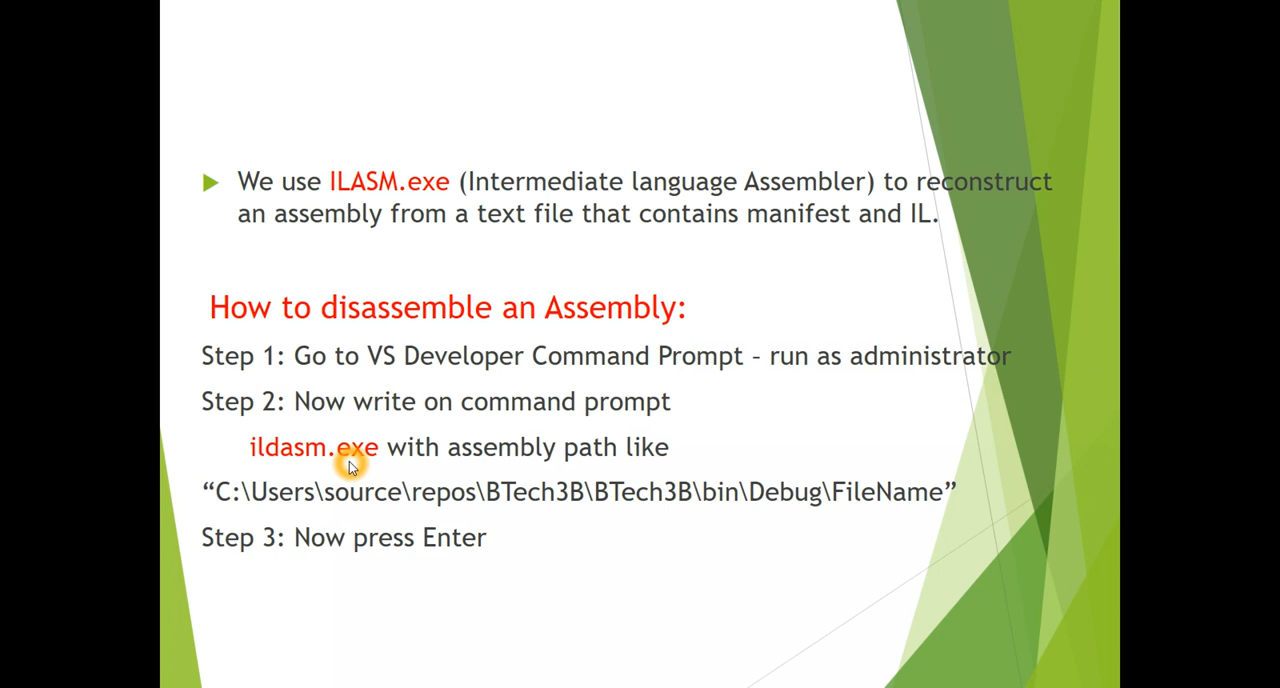 We use ILASM.exe (Intermediate language Assembler) to reconstruct
an assembly from a text file that contains manifest and IL.
How to disassemble an Assembly:
Step 1: Go to VS Developer Command Prompt – run as administrator
Step 2: Now write on command prompt
ildasm.exe with assembly path like
“C:\Users\source\repos\BTech3B\BTech3B\bin\Debug\FileName”
Step 3: Now press Enter